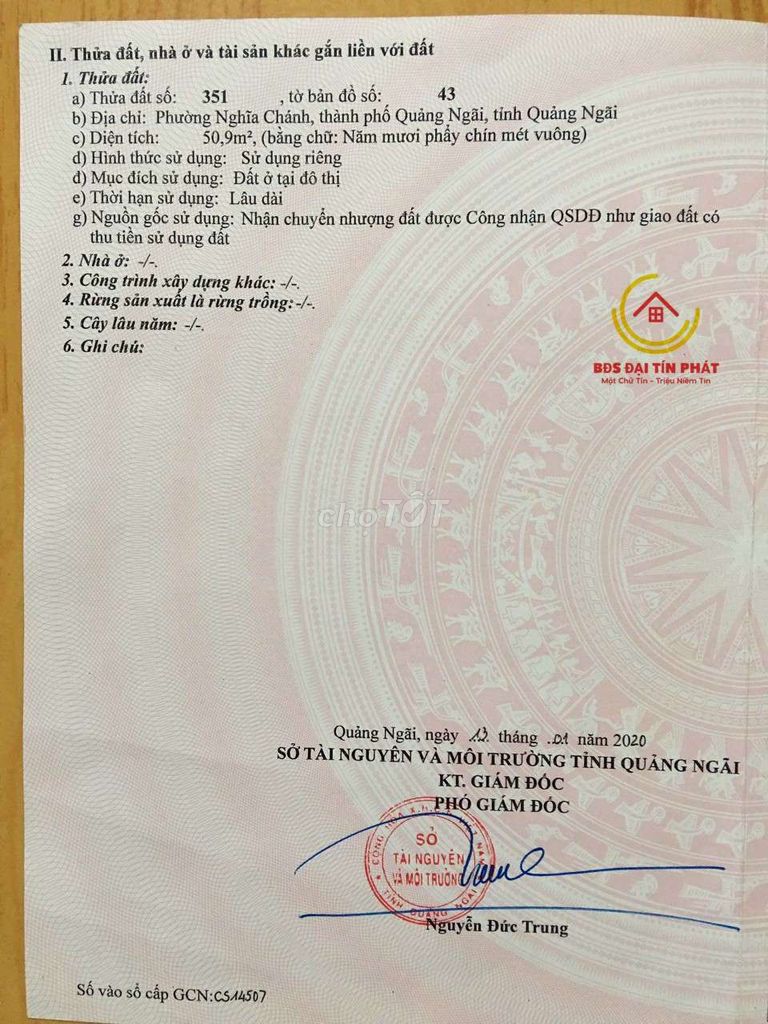 II. Thửa đất, nhà ở và tài sản khác gắn liền với đất
1. Thửa đất:
a) Thửa đất số: 351 , tờ bản đồ số: 43
b) Địa chỉ: Phường Nghĩa Chánh, thành phố Quảng Ngãi, tỉnh Quảng Ngãi
c) Diện tích: 50,9m², (bằng chữ: Năm mươi phẩy chín mét vuông)
d) Hình thức sử dụng: Sử dụng riêng
đ) Mục đích sử dụng: Đất ở tại đô thị
e) Thời hạn sử dụng: Lâu dài
g) Nguồn gốc sử dụng: Nhận chuyển nhượng đất được Công nhận QSDĐ như giao đất có
thu tiền sử dụng đất
2. Nhà ở: -/-.
3. Công trình xây dựng khác: -/-.
4. Rừng sản xuất là rừng trồng:-/-.
5. Cây lâu năm: -/-.
6. Ghi chú:
BĐS ĐẠI TÍN PHÁT
Một Chữ Tín - Triệu Niềm Tin
chợTỐT
Quảng Ngãi, ngày 13 tháng .01 năm 2020
SỞ TÀI NGUYÊN VÀ MÔI TRƯỜNG TỈNH QUẢNG NGÃI
KT. GIÁM ĐỐC
PHÓ GIÁM ĐỐC
CỘNG HÒA X.H.C.N VIỆT NAM
SỞ
TÀI NGUYÊN
VÀ MÔI TRƯỜNG
TỈNH QUẢNG NGÃI
Nguyễn Đức Trung
Số vào sổ cấp GCN:CS14507